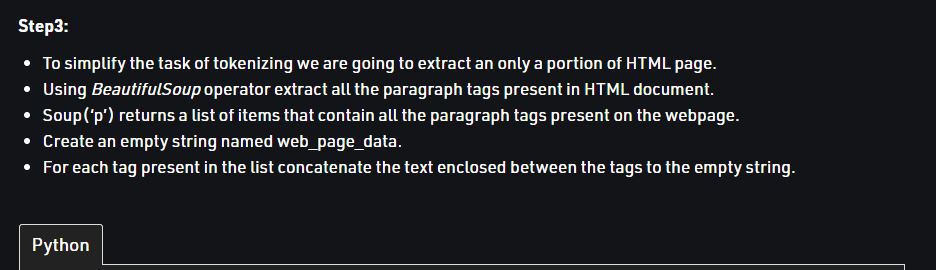 Step3:
• To simplify the task of tokenizing we are going to extract an only a portion of HTML page.
• Using BeautifulSoup operator extract all the paragraph tags present in HTML document.
• Soup(‘p’) returns a list of items that contain all the paragraph tags present on the webpage.
• Create an empty string named web_page_data.
• For each tag present in the list concatenate the text enclosed between the tags to the empty string.
Python